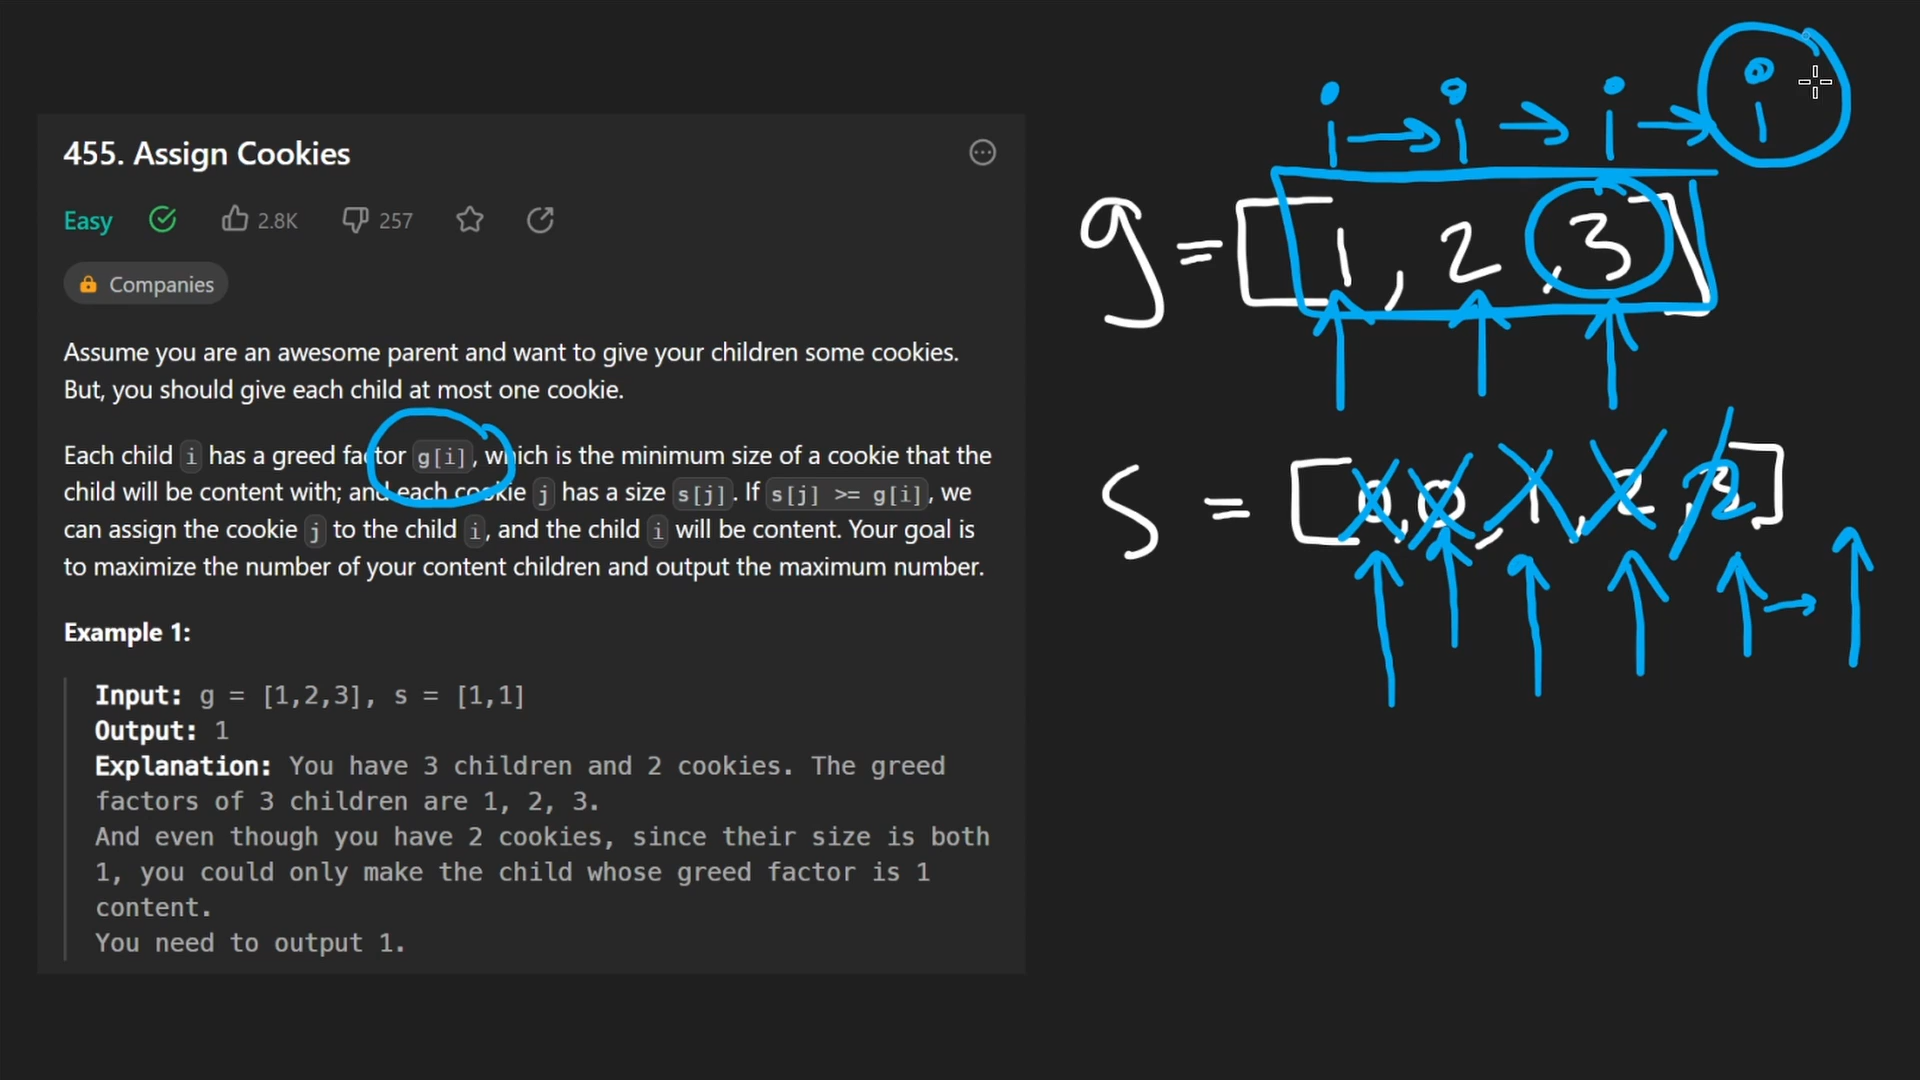 455. Assign Cookies
Easy 2.8K 257
Companies
Assume you are an awesome parent and want to give your children some cookies.
But, you should give each child at most one cookie.
Each child i has a greed factor g[i], which is the minimum size of a cookie that the
child will be content with; and each cookie j has a size s[j]. If s[j] >= g[i], we
can assign the cookie j to the child i, and the child i will be content. Your goal is
to maximize the number of your content children and output the maximum number.
Example 1:
Input: g = [1,2,3], s = [1,1]
Output: 1
Explanation: You have 3 children and 2 cookies. The greed
factors of 3 children are 1, 2, 3.
And even though you have 2 cookies, since their size is both
1, you could only make the child whose greed factor is 1
content.
You need to output 1.
i → i → i → i
g = [1, 2, 3]
S = [0, 0, 1, 2, 2]